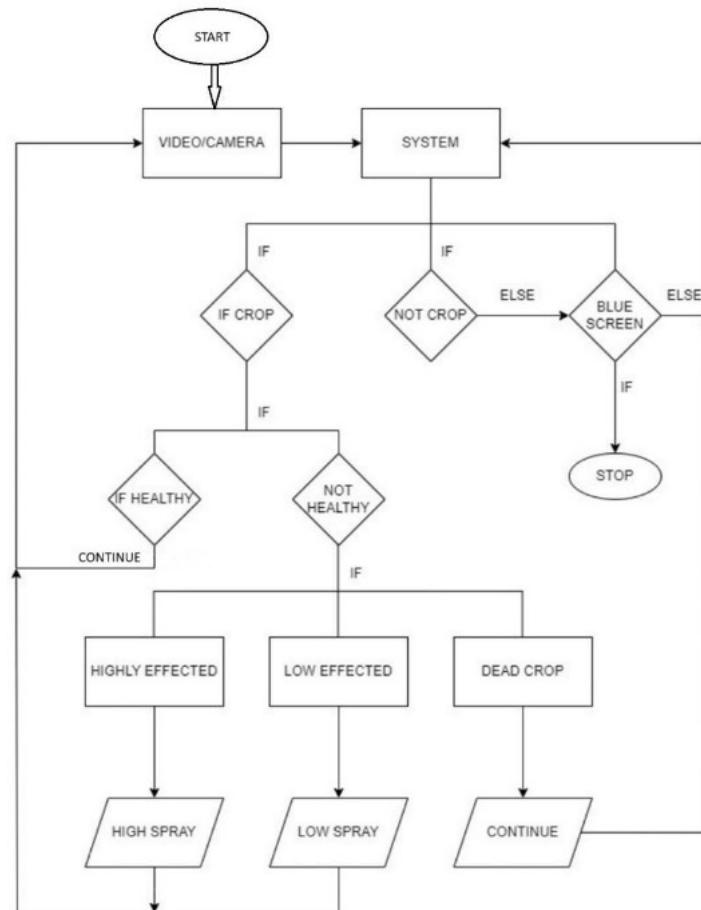 START
VIDEO/CAMERA
SYSTEM
IF
IF
IF CROP
NOT CROP
ELSE
BLUE
SCREEN
ELSE
IF
IF
STOP
IF HEALTHY
NOT
HEALTHY
CONTINUE
IF
HIGHLY EFFECTED
LOW EFFECTED
DEAD CROP
HIGH SPRAY
LOW SPRAY
CONTINUE